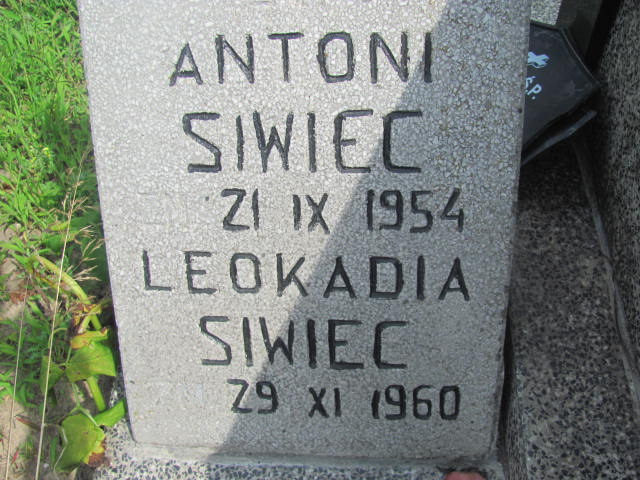 ANTONI
SIWIEC
21 IX 1954
LEOKADIA
SIWIEC
29 XI 1960
Ś.P.